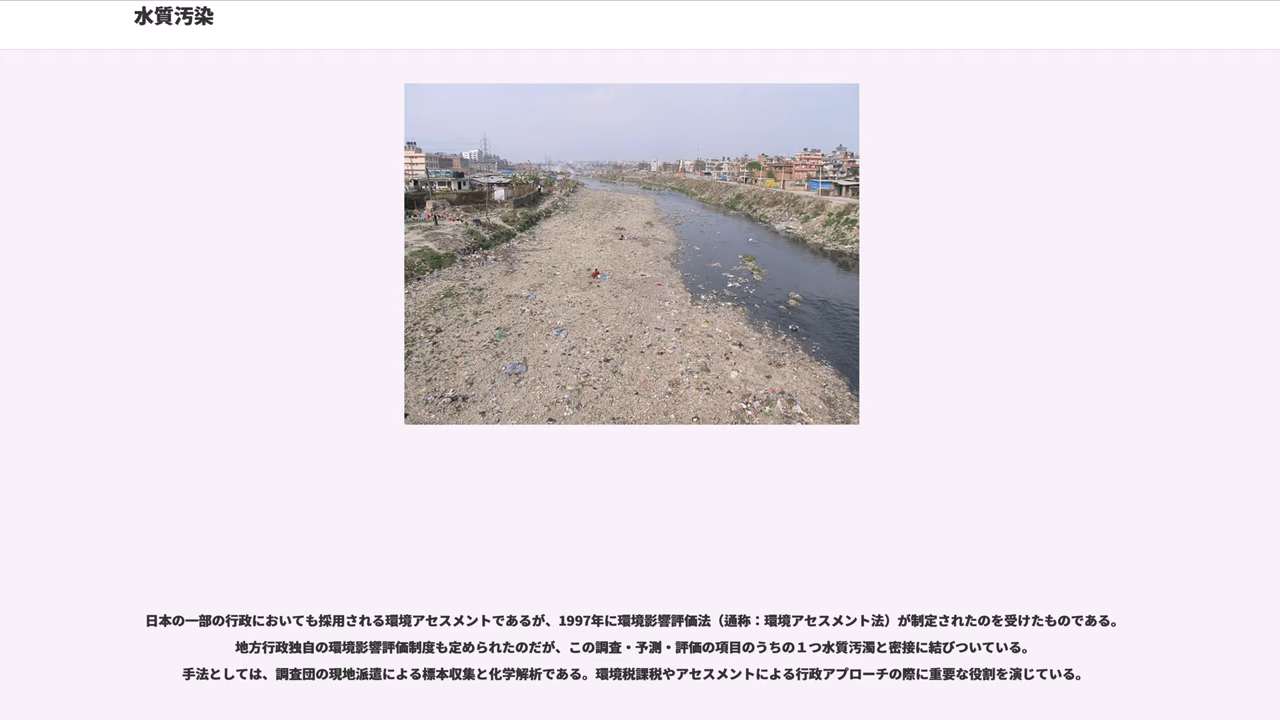 水質汚染
日本の一部の行政においても採用される環境アセスメントであるが、1997年に環境影響評価法（通称：環境アセスメント法）が制定されたのを受けたものである。
地方行政独自の環境影響評価制度も定められたのだが、この調査・予測・評価の項目のうちの１つ水質汚濁と密接に結びついている。
手法としては、調査団の現地派遣による標本収集と化学解析である。環境税課税やアセスメントによる行政アプローチの際に重要な役割を演じている。